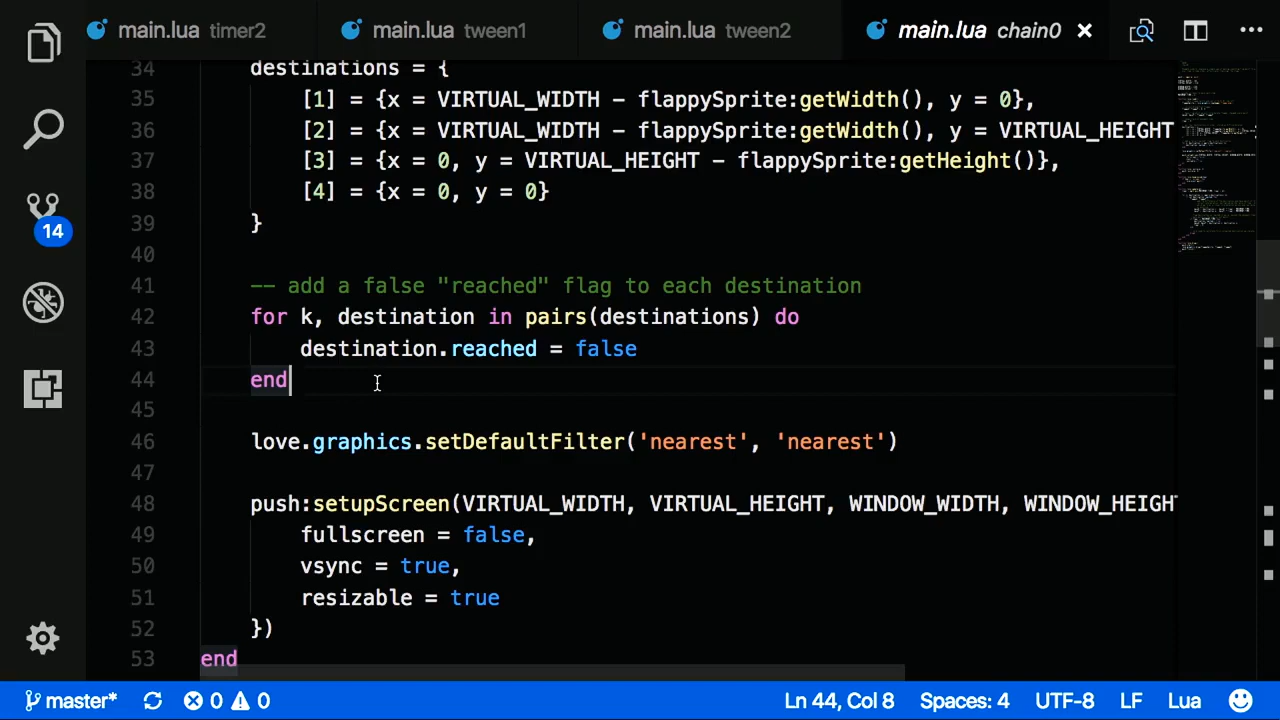 main.lua timer2 main.lua tween1 main.lua tween2 main.lua chain0
34 destinations = {
35 [1] = {x = VIRTUAL_WIDTH - flappySprite:getWidth(), y = 0},
36 [2] = {x = VIRTUAL_WIDTH - flappySprite:getWidth(), y = VIRTUAL_HEIGHT
37 [3] = {x = 0, y = VIRTUAL_HEIGHT - flappySprite:getHeight()},
38 [4] = {x = 0, y = 0}
39 }
40
41 -- add a false "reached" flag to each destination
42 for k, destination in pairs(destinations) do
43 destination.reached = false
44 end
45
46 love.graphics.setDefaultFilter('nearest', 'nearest')
47
48 push:setupScreen(VIRTUAL_WIDTH, VIRTUAL_HEIGHT, WINDOW_WIDTH, WINDOW_HEIGHT
49 fullscreen = false,
50 vsync = true,
51 resizable = true
52 })
53 end
14
master* 0 0 Ln 44, Col 8 Spaces: 4 UTF-8 LF Lua